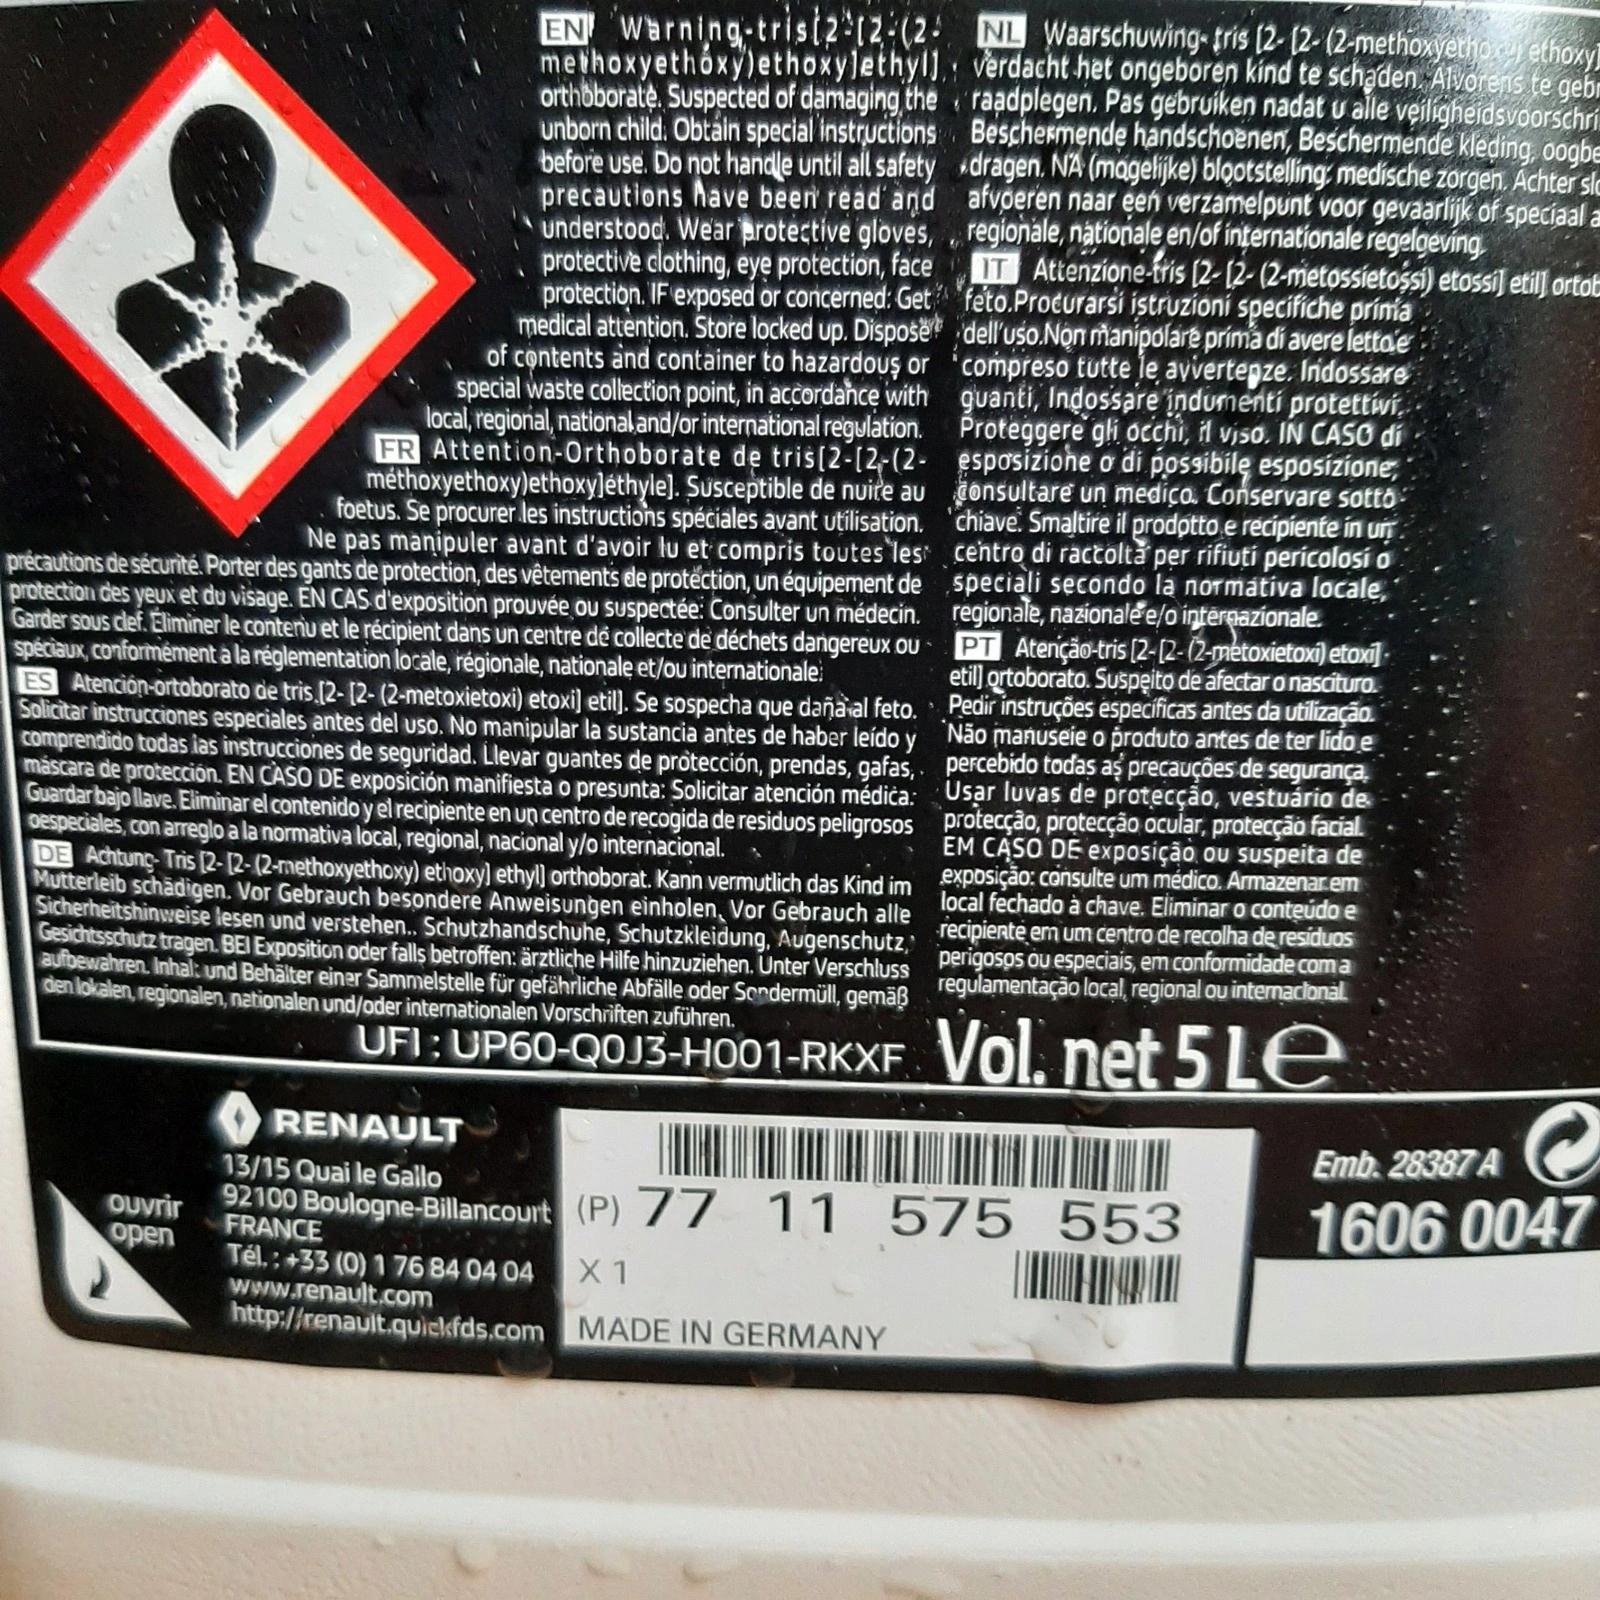 EN Warning-tris[2-[2-(2-
methoxyethoxy)ethoxy]ethyl]
orthoborate. Suspected of damaging the
unborn child. Obtain special instructions
before use. Do not handle until all safety
precautions have been read and
understood. Wear protective gloves,
protective clothing, eye protection, face
protection. IF exposed or concerned: Get
medical attention. Store locked up. Dispose
of contents and container to hazardous or
special waste collection point, in accordance with
local, regional, national and/or international regulation.
FR Attention-Orthoborate de tris[2-[2-(2-
méthoxyethoxy)ethoxy]éthyle]. Susceptible de nuire au
foetus. Se procurer les instructions spéciales avant utilisation.
Ne pas manipuler avant d'avoir lu et compris toutes les
précautions de sécurité. Porter des gants de protection, des vêtements de protection, un équipement de
protection des yeux et du visage. EN CAS d'exposition prouvée ou suspectée: Consulter un médecin.
Garder sous clef. Éliminer le contenu et le récipient dans un centre de collecte de déchets dangereux ou
spéciaux, conformément à la réglementation locale, régionale, nationale et/ou internationale.
ES Atención-ortoborato de tris [2- [2- (2-metoxietoxi) etoxi] etil]. Se sospecha que daña al feto.
Solicitar instrucciones especiales antes del uso. No manipular la sustancia antes de haber leído y
comprendido todas las instrucciones de seguridad. Llevar guantes de protección, prendas, gafas,
máscara de protección. EN CASO DE exposición manifiesta o presunta: Solicitar atención médica.
Guardar bajo llave. Eliminar el contenido y el recipiente en un centro de recogida de residuos peligrosos
oespeciales, con arreglo a la normativa local, regional, nacional y/o internacional.
DE Achtung- Tris [2- [2- (2-methoxyethoxy) ethoxy] ethyl] orthoborat. Kann vermutlich das Kind im
Mutterleib schädigen. Vor Gebrauch besondere Anweisungen einholen. Vor Gebrauch alle
Sicherheitshinweise lesen und verstehen.. Schutzhandschuhe, Schutzkleidung, Augenschutz,
Gesichtsschutz tragen. BEI Exposition oder falls betroffen: ärztliche Hilfe hinzuziehen. Unter Verschluss
aufbewahren. Inhalt und Behälter einer Sammelstelle für gefährliche Abfälle oder Sondermüll, gemäß
den lokalen, regionalen, nationalen und/oder internationalen Vorschriften zuführen.
NL Waarschuwing- tris [2- [2- (2-methoxyethoxy) ethoxy]
verdacht het ongeboren kind te schaden. Alvorens te
raadplegen. Pas gebruiken nadat u alle
Beschermende handschoenen, Beschermende kleding,
dragen. NA (mogelijke) blootstelling: medische zorgen. Achter
afvoeren naar een verzamelpunt voor gevaarlijk of speciaal
regionale, nationale en/of internationale regelgeving.
IT Attenzione-tris [2- [2- (2-metossietossi) etossi] etil]
feto.Procurarsi istruzioni specifiche prima
dell'uso.Non manipolare prima di avere letto e
compreso tutte le avvertenze. Indossare
guanti, Indossare indumenti protettivi,
Proteggere gli occhi, il viso. IN CASO di
esposizione o di possibile esposizione,
consultare un medico. Conservare sotto
chiave. Smaltire il prodotto e recipiente in un
centro di raccolta per rifiuti pericolosi o
speciali secondo la normativa locale,
regionale, nazionale e/o internazionale.
PT Atenção-tris [2- [2- (2-metoxietoxi) etoxi]
etil] ortoborato. Suspeito de afectar o nascituro.
Pedir instruções específicas antes da utilização.
Não manuseie o produto antes de ter lido e
percebido todas as precauções de segurança.
Usar luvas de protecção, vestuário de
protecção, protecção ocular, protecção facial.
EM CASO DE exposição ou suspeita de
exposição: consulte um médico. Armazenar em
local fechado à chave. Eliminar o conteúdo e
recipiente em um centro de recolha de resíduos
perigosos ou especiais, em conformidade com a
regulamentação local, regional ou internacional.
UFI : UP60-Q0J3-H001-RKXF
Vol. net 5 L e
ouvrir
open
RENAULT
13/15 Quai le Gallo
92100 Boulogne-Billancourt
FRANCE
Tél. : +33 (0) 1 76 84 04 04
www.renault.com
http://renault.quickfds.com
(P) 77 11 575 553
X 1
MADE IN GERMANY
Emb. 28387 A
1606 0047